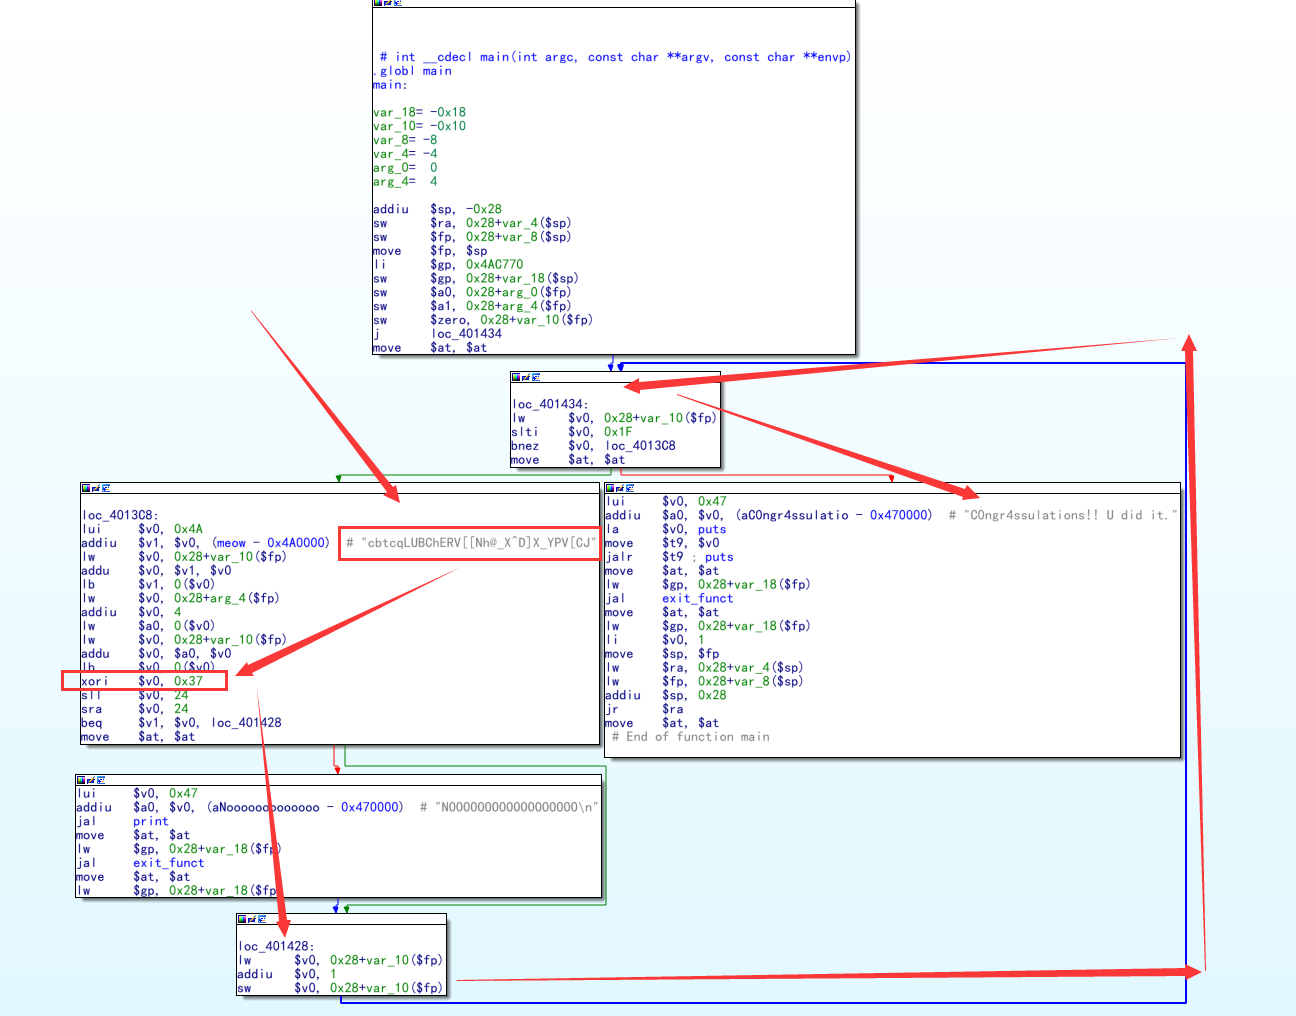 # int __cdecl main(int argc, const char **argv, const char **envp)
.globl main
main:
var_18= -0x18
var_10= -0x10
var_8= -8
var_4= -4
arg_0= 0
arg_4= 4
addiu $sp, -0x28
sw $ra, 0x28+var_4($sp)
sw $fp, 0x28+var_8($sp)
move $fp, $sp
li $gp, 0x4AC770
sw $gp, 0x28+var_18($sp)
sw $a0, 0x28+arg_0($fp)
sw $a1, 0x28+arg_4($fp)
sw $zero, 0x28+var_10($fp)
j loc_401434
move $at, $at
loc_401434:
lw $v0, 0x28+var_10($fp)
slti $v0, 0x1F
bnez $v0, loc_4013C8
move $at, $at
loc_4013C8:
lui $v0, 0x4A
addiu $v1, $v0, (meow - 0x4A0000) # "cbtcqLUBChERV[[Nh@_X^D]X_YPV[CJ"
lw $v0, 0x28+var_10($fp)
addu $v0, $v1, $v0
lb $v1, 0($v0)
lw $v0, 0x28+arg_4($fp)
addiu $v0, 4
lw $a0, 0($v0)
lw $v0, 0x28+var_10($fp)
addu $v0, $a0, $v0
lb $v0, 0($v0)
xori $v0, 0x37
sll $v0, 24
sra $v0, 24
beq $v1, $v0, loc_401428
move $at, $at
lui $v0, 0x47
addiu $a0, $v0, (aC0ngr4ssulatio - 0x470000) # "C0ngr4ssulations!! U did it."
la $v0, puts
move $t9, $v0
jalr $t9 ; puts
move $at, $at
lw $gp, 0x28+var_18($fp)
jal exit_funct
move $at, $at
lw $gp, 0x28+var_18($fp)
li $v0, 1
move $sp, $fp
lw $ra, 0x28+var_4($sp)
lw $fp, 0x28+var_8($sp)
addiu $sp, 0x28
jr $ra
move $at, $at
# End of function main
lui $v0, 0x47
addiu $a0, $v0, (aNooooooooooooo - 0x470000) # "NOOOOOOOOOOOOOOOOOO\n"
jal print
move $at, $at
lw $gp, 0x28+var_18($fp)
jal exit_funct
move $at, $at
lw $gp, 0x28+var_18($fp)
loc_401428:
lw $v0, 0x28+var_10($fp)
addiu $v0, 1
sw $v0, 0x28+var_10($fp)